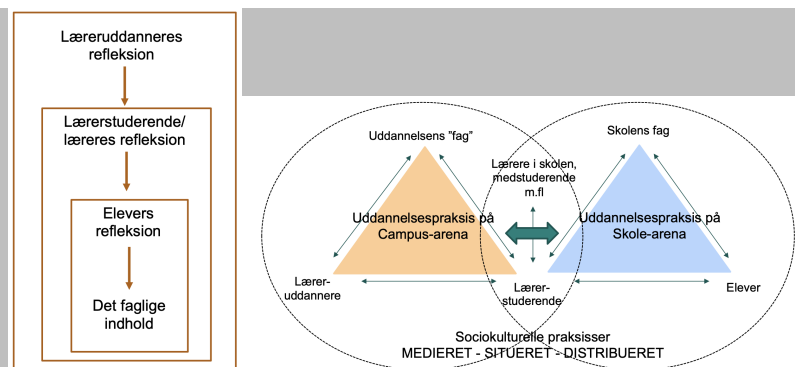 Læreruddanneres
refleksion
Lærerstuderende/
læreres refleksion
Elevers
refleksion
Det faglige
indhold
Uddannelsens ”fag”
Skolens fag
Lærere i skolen,
medstuderende
m.fl
Uddannelsespraksis på
Campus-arena
Uddannelsespraksis på
Skole-arena
Lærer-
uddannere
Lærer-
studerende
Elever
Sociokulturelle praksisser
MEDIERET - SITUERET - DISTRIBUERET